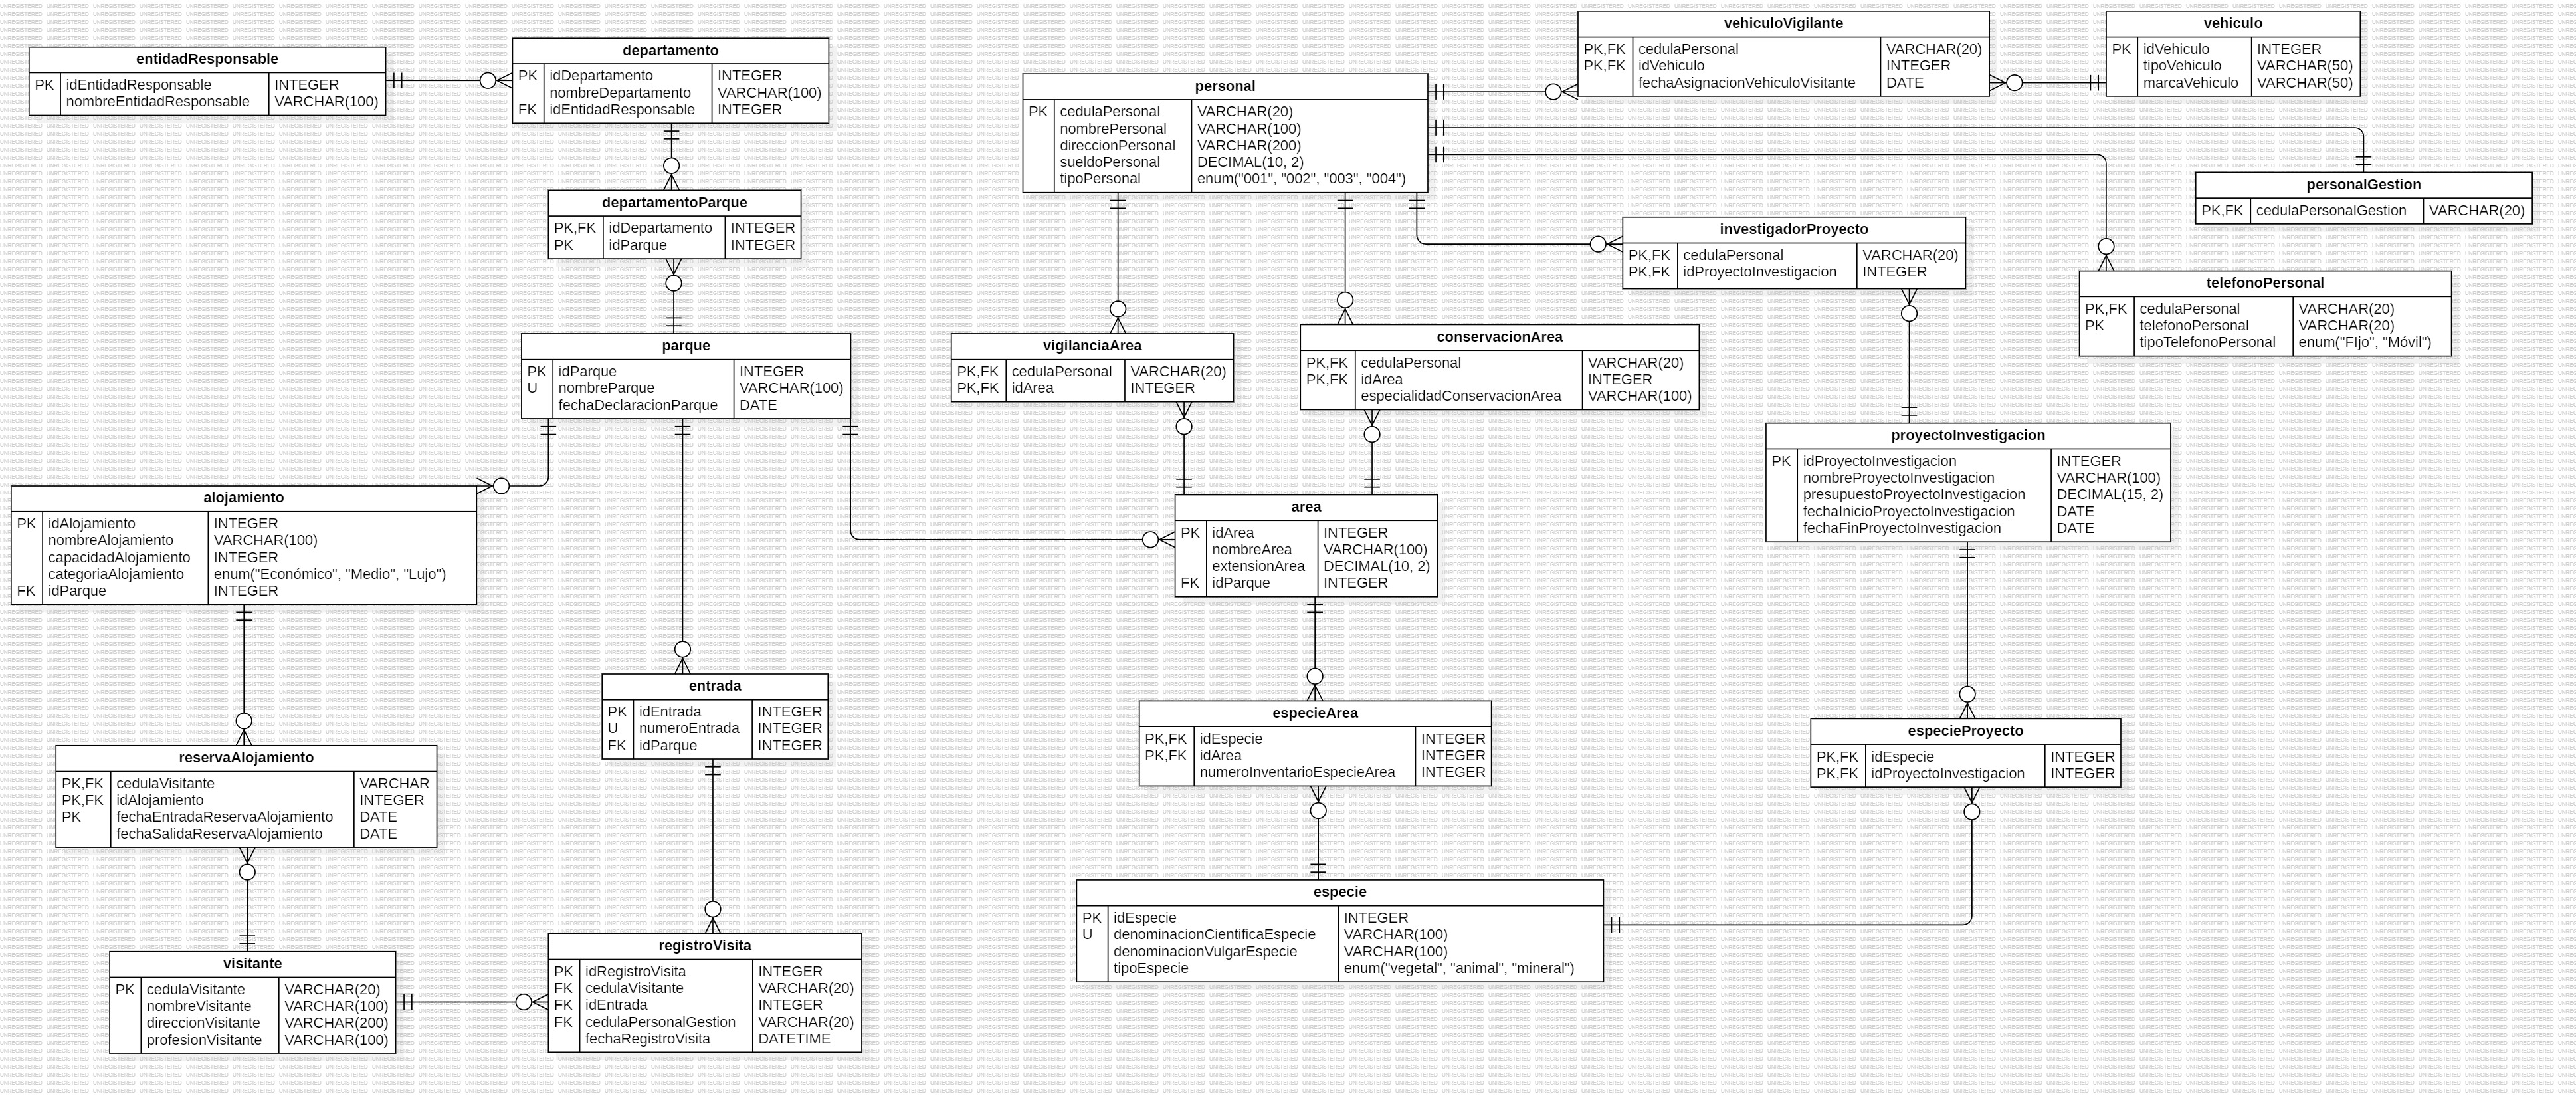 entidadResponsable
PK idEntidadResponsable INTEGER
nombreEntidadResponsable VARCHAR(100)
departamento
PK idDepartamento INTEGER
nombreDepartamento VARCHAR(100)
FK idEntidadResponsable INTEGER
departamentoParque
PK,FK idDepartamento INTEGER
PK idParque INTEGER
parque
PK idParque INTEGER
U nombreParque VARCHAR(100)
fechaDeclaracionParque DATE
alojamiento
PK idAlojamiento INTEGER
nombreAlojamiento VARCHAR(100)
capacidadAlojamiento INTEGER
categoriaAlojamiento enum("Económico", "Medio", "Lujo")
FK idParque INTEGER
reservaAlojamiento
PK,FK cedulaVisitante VARCHAR
PK,FK idAlojamiento INTEGER
PK fechaEntradaReservaAlojamiento DATE
fechaSalidaReservaAlojamiento DATE
visitante
PK cedulaVisitante VARCHAR(20)
nombreVisitante VARCHAR(100)
direccionVisitante VARCHAR(200)
profesionVisitante VARCHAR(100)
entrada
PK idEntrada INTEGER
U numeroEntrada INTEGER
FK idParque INTEGER
registroVisita
PK idRegistroVisita INTEGER
FK cedulaVisitante VARCHAR(20)
FK idEntrada INTEGER
FK cedulaPersonalGestion VARCHAR(20)
fechaRegistroVisita DATETIME
personal
PK cedulaPersonal VARCHAR(20)
nombrePersonal VARCHAR(100)
direccionPersonal VARCHAR(200)
sueldoPersonal DECIMAL(10, 2)
tipoPersonal enum("001", "002", "003", "004")
vehiculoVigilante
PK,FK cedulaPersonal VARCHAR(20)
PK,FK idVehiculo INTEGER
fechaAsignacionVehiculoVisitante DATE
vehiculo
PK idVehiculo INTEGER
tipoVehiculo VARCHAR(50)
marcaVehiculo VARCHAR(50)
personalGestion
PK,FK cedulaPersonalGestion VARCHAR(20)
investigadorProyecto
PK,FK cedulaPersonal VARCHAR(20)
PK,FK idProyectoInvestigacion INTEGER
telefonoPersonal
PK,FK cedulaPersonal VARCHAR(20)
PK telefonoPersonal VARCHAR(20)
tipoTelefonoPersonal enum("FIjo", "Móvil")
vigilanciaArea
PK,FK cedulaPersonal VARCHAR(20)
PK,FK idArea INTEGER
conservacionArea
PK,FK cedulaPersonal VARCHAR(20)
PK,FK idArea INTEGER
especialidadConservacionArea VARCHAR(100)
proyectoInvestigacion
PK idProyectoInvestigacion INTEGER
nombreProyectoInvestigacion VARCHAR(100)
presupuestoProyectoInvestigacion DECIMAL(15, 2)
fechaInicioProyectoInvestigacion DATE
fechaFinProyectoInvestigacion DATE
area
PK idArea INTEGER
nombreArea VARCHAR(100)
extensionArea DECIMAL(10, 2)
FK idParque INTEGER
especieArea
PK,FK idEspecie INTEGER
PK,FK idArea INTEGER
numeroInventarioEspecieArea INTEGER
especieProyecto
PK,FK idEspecie INTEGER
PK,FK idProyectoInvestigacion INTEGER
especie
PK idEspecie INTEGER
U denominacionCientificaEspecie VARCHAR(100)
denominacionVulgarEspecie VARCHAR(100)
tipoEspecie enum("vegetal", "animal", "mineral")
UNREGISTERED